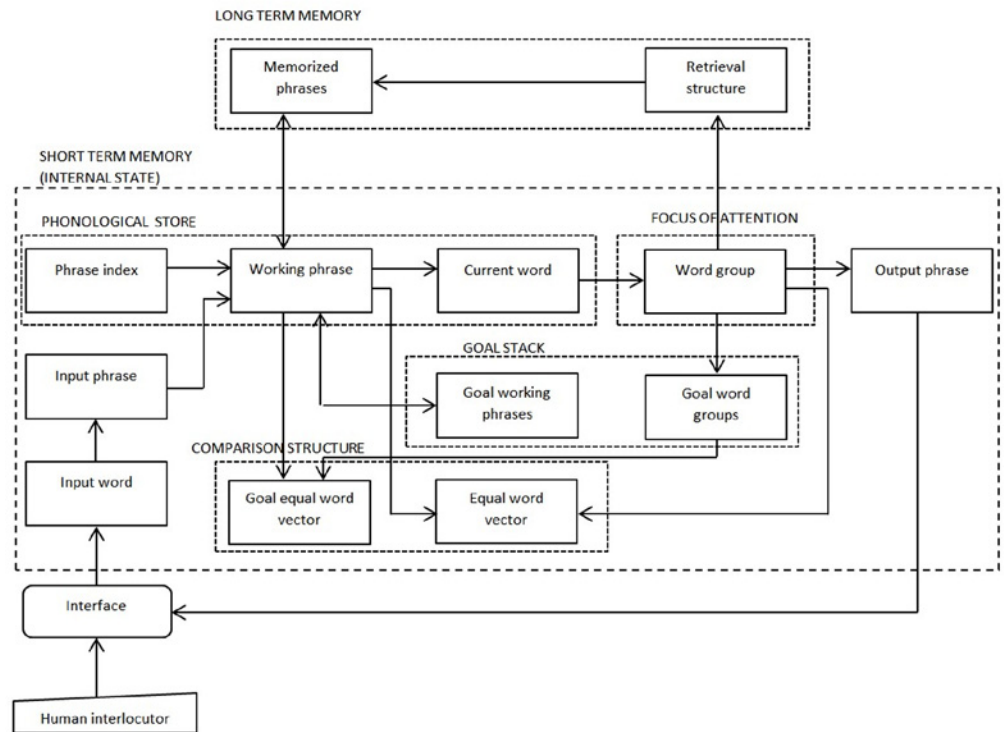 LONG TERM MEMORY
Memorized
phrases
Retrieval
structure
SHORT TERM MEMORY
(INTERNAL STATE)
PHONOLOGICAL STORE
FOCUS OF ATTENTION
Phrase index
Working phrase
Current word
Word group
Output phrase
GOAL STACK
Input phrase
Goal working
phrases
Goal word
groups
COMPARISON STRUCTURE
Input word
Goal equal word
vector
Equal word
vector
Interface
Human interlocutor